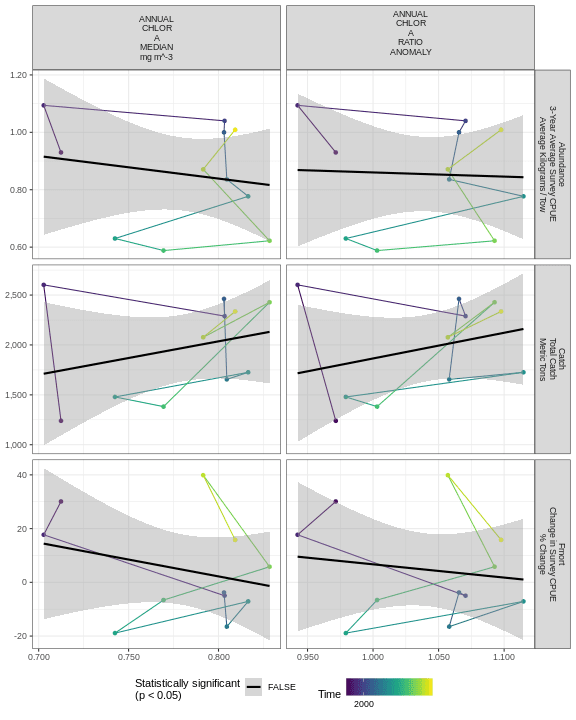 ANNUAL
CHLOR
A
MEDIAN
mg m^-3
ANNUAL
CHLOR
A
RATIO
ANOMALY
1.20
1.00
0.80
0.60
Abundance
3-Year Average Survey CPUE
Average Kilograms / Tow
2,500
2,000
1,500
1,000
Catch
Total Catch
Metric Tons
40
20
0
-20
Fmort
Change in Survey CPUE
% Change
0.700
0.750
0.800
0.950
1.000
1.050
1.100
Statistically significant
(p < 0.05)
FALSE
Time
2000